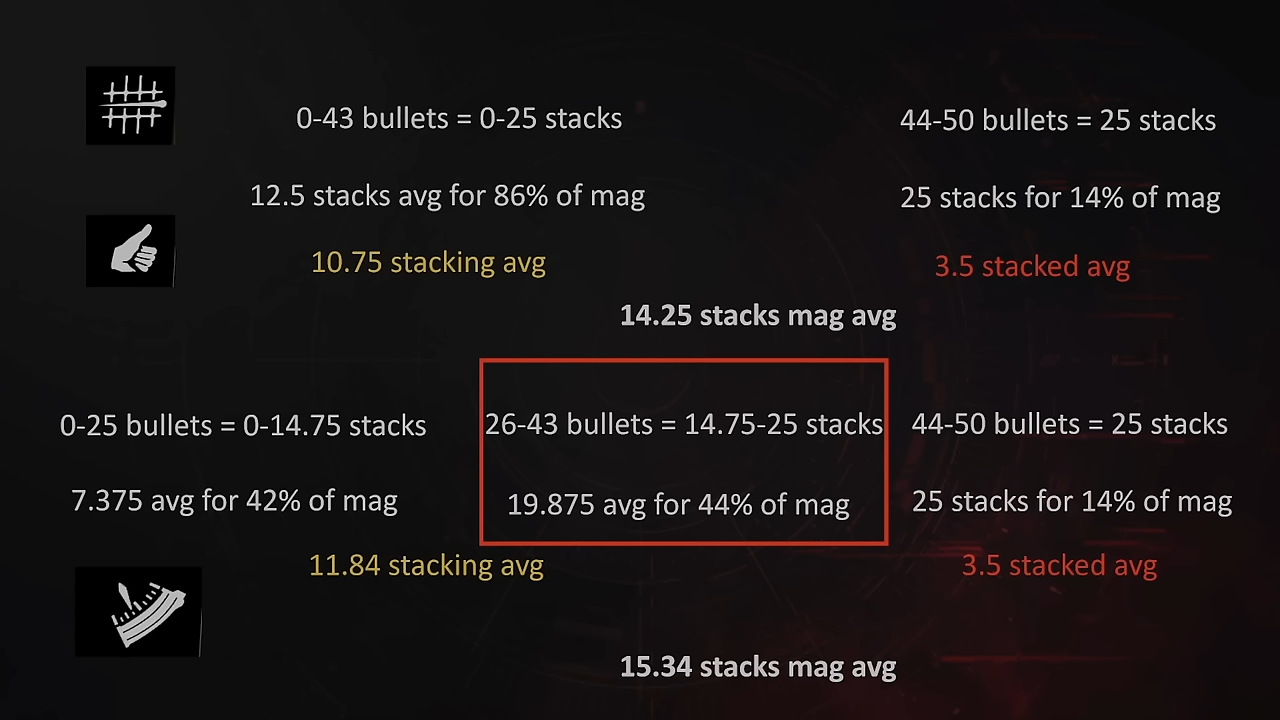 0-43 bullets = 0-25 stacks
44-50 bullets = 25 stacks
12.5 stacks avg for 86% of mag
25 stacks for 14% of mag
10.75 stacking avg
3.5 stacked avg
14.25 stacks mag avg
0-25 bullets = 0-14.75 stacks
26-43 bullets = 14.75-25 stacks
44-50 bullets = 25 stacks
7.375 avg for 42% of mag
19.875 avg for 44% of mag
25 stacks for 14% of mag
11.84 stacking avg
3.5 stacked avg
15.34 stacks mag avg